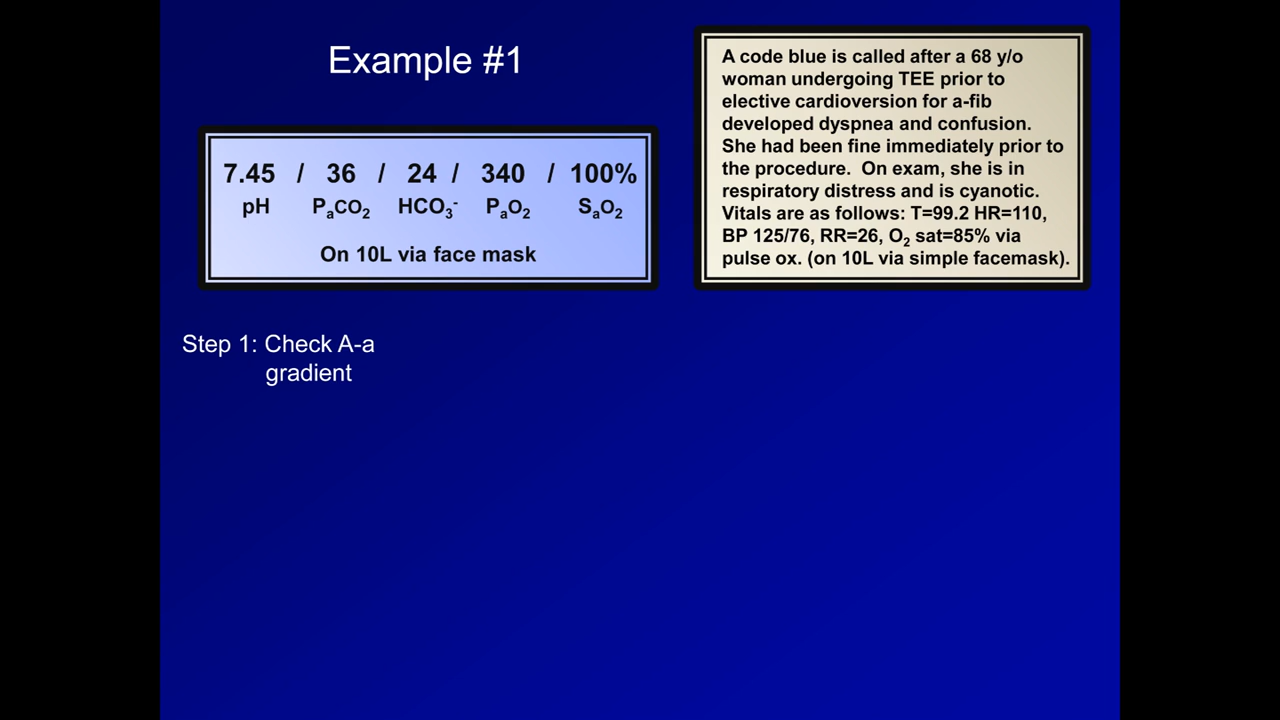 Example #1
7.45 / 36 / 24 / 340 / 100%
pH PaCO2 HCO3- PaO2 SaO2
On 10L via face mask
A code blue is called after a 68 y/o
woman undergoing TEE prior to
elective cardioversion for a-fib
developed dyspnea and confusion.
She had been fine immediately prior to
the procedure. On exam, she is in
respiratory distress and is cyanotic.
Vitals are as follows: T=99.2 HR=110,
BP 125/76, RR=26, O2 sat=85% via
pulse ox. (on 10L via simple facemask).
Step 1: Check A-a
gradient